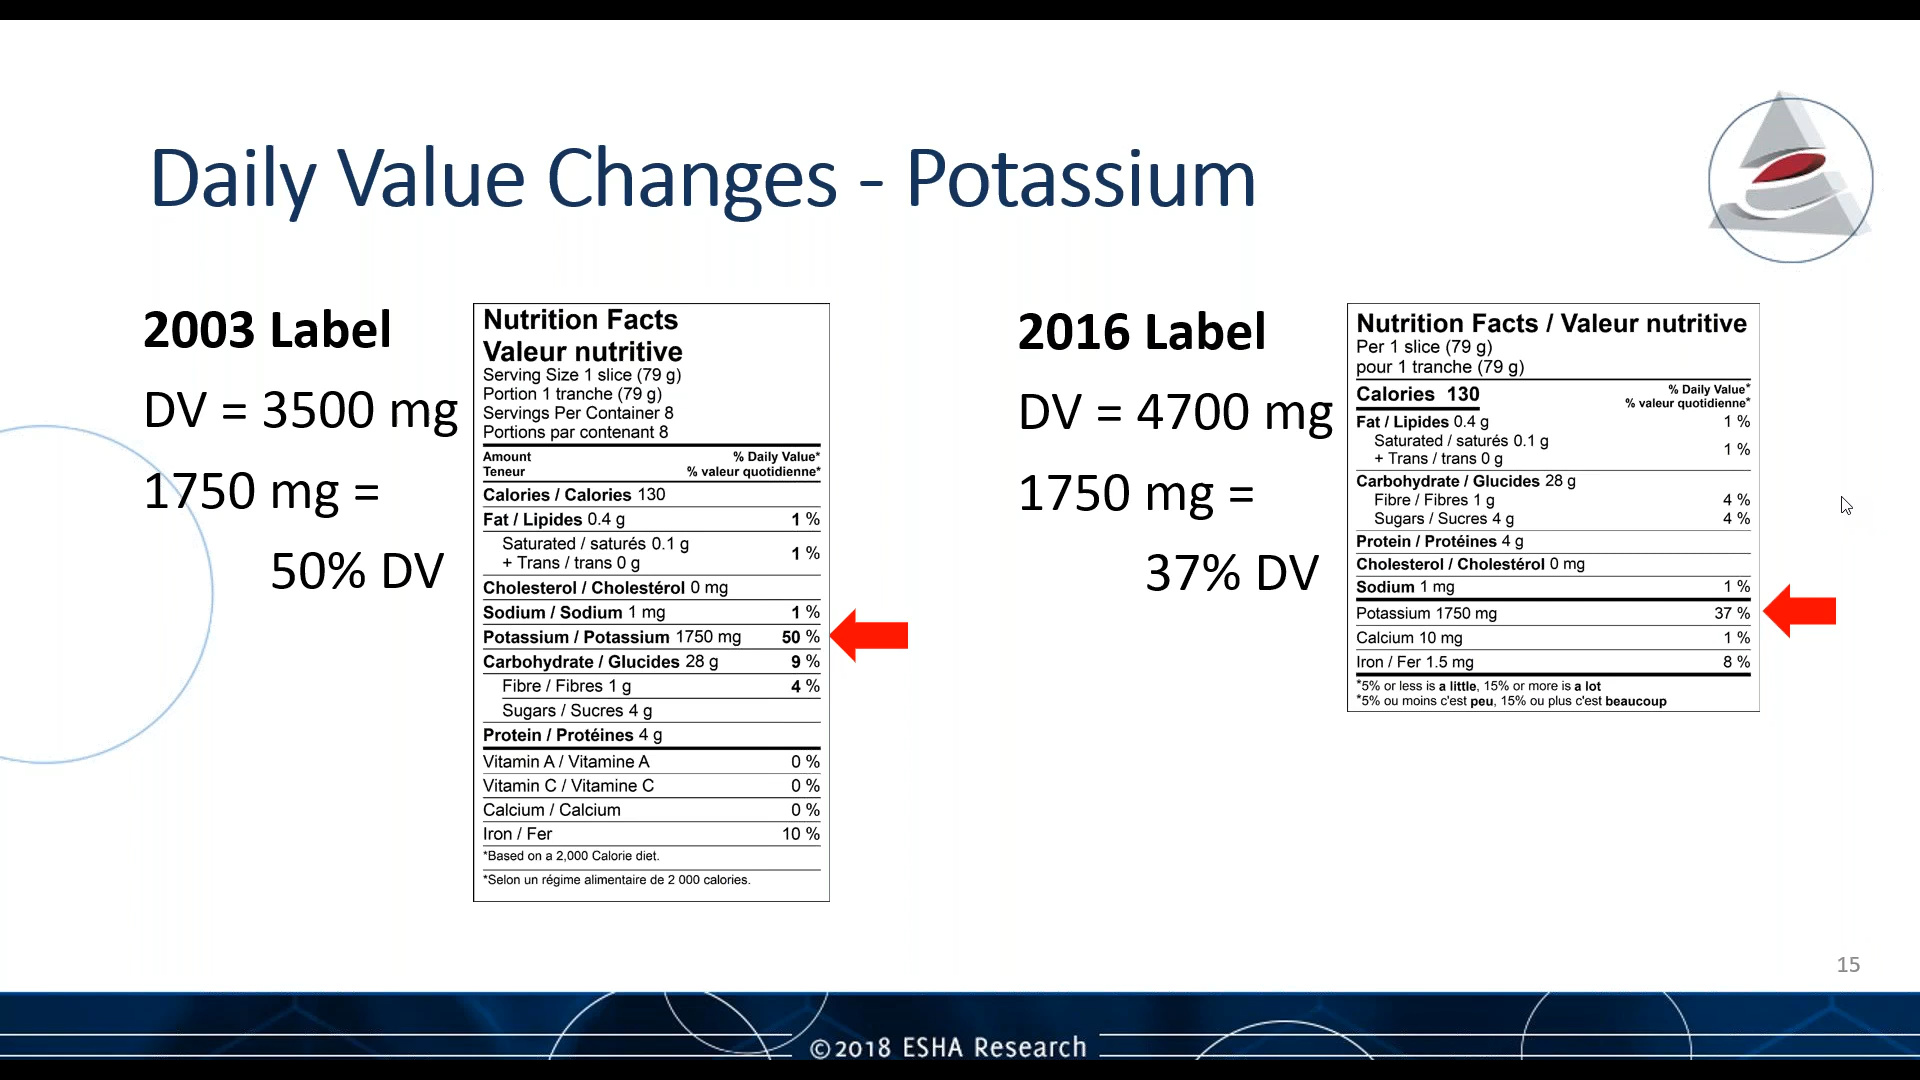 Daily Value Changes - Potassium
2003 Label
DV = 3500 mg
1750 mg =
50% DV
Nutrition Facts
Valeur nutritive
Serving Size 1 slice (79 g)
Portion 1 tranche (79 g)
Servings Per Container 8
Portions par contenant 8
Amount % Daily Value*
Teneur % valeur quotidienne*
Calories / Calories 130
Fat / Lipides 0.4 g 1 %
Saturated / saturés 0.1 g
+ Trans / trans 0 g 1 %
Cholesterol / Cholestérol 0 mg
Sodium / Sodium 1 mg 1 %
Potassium / Potassium 1750 mg 50 %
Carbohydrate / Glucides 28 g 9 %
Fibre / Fibres 1 g 4 %
Sugars / Sucres 4 g
Protein / Protéines 4 g
Vitamin A / Vitamine A 0 %
Vitamin C / Vitamine C 0 %
Calcium / Calcium 0 %
Iron / Fer 10 %
*Based on a 2,000 Calorie diet.
*Selon un régime alimentaire de 2 000 calories.
2016 Label
DV = 4700 mg
1750 mg =
37% DV
Nutrition Facts / Valeur nutritive
Per 1 slice (79 g)
pour 1 tranche (79 g)
Calories 130 % Daily Value*
% valeur quotidienne*
Fat / Lipides 0.4 g 1 %
Saturated / saturés 0.1 g
+ Trans / trans 0 g 1 %
Carbohydrate / Glucides 28 g
Fibre / Fibres 1 g 4 %
Sugars / Sucres 4 g 4 %
Protein / Protéines 4 g
Cholesterol / Cholestérol 0 mg
Sodium 1 mg 1 %
Potassium 1750 mg 37 %
Calcium 10 mg 1 %
Iron / Fer 1.5 mg 8 %
*5% or less is a little, 15% or more is a lot
*5% ou moins c'est peu, 15% ou plus c'est beaucoup
15
©2018 ESHA Research